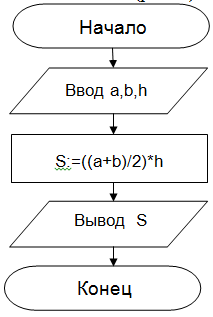 Начало
Ввод a,b,h
S:=((a+b)/2)*h
Вывод S
Конец